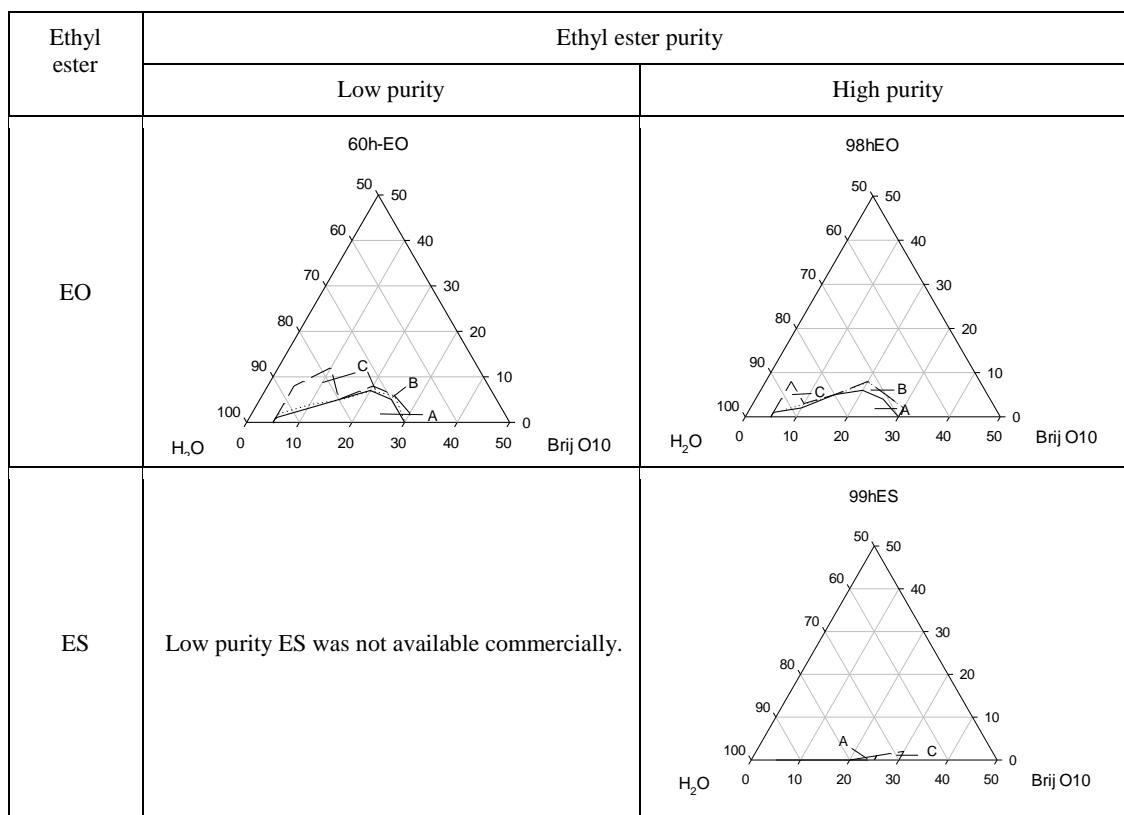 Ethyl
ester
Ethyl ester purity
Low purity
High purity
EO
60h-EO
50 50
60 40
70 30
80 20
90 C B 10
100 A 0
0 10 20 30 40 50
H₂O
Brij O10
98hEO
50 50
60 40
70 30
80 20
90 C B 10
100 A 0
0 10 20 30 40 50
H₂O
Brij O10
ES
Low purity ES was not available commercially.
99hES
50 50
60 40
70 30
80 20
90 10
100 A C 0
0 10 20 30 40 50
H₂O
Brij O10